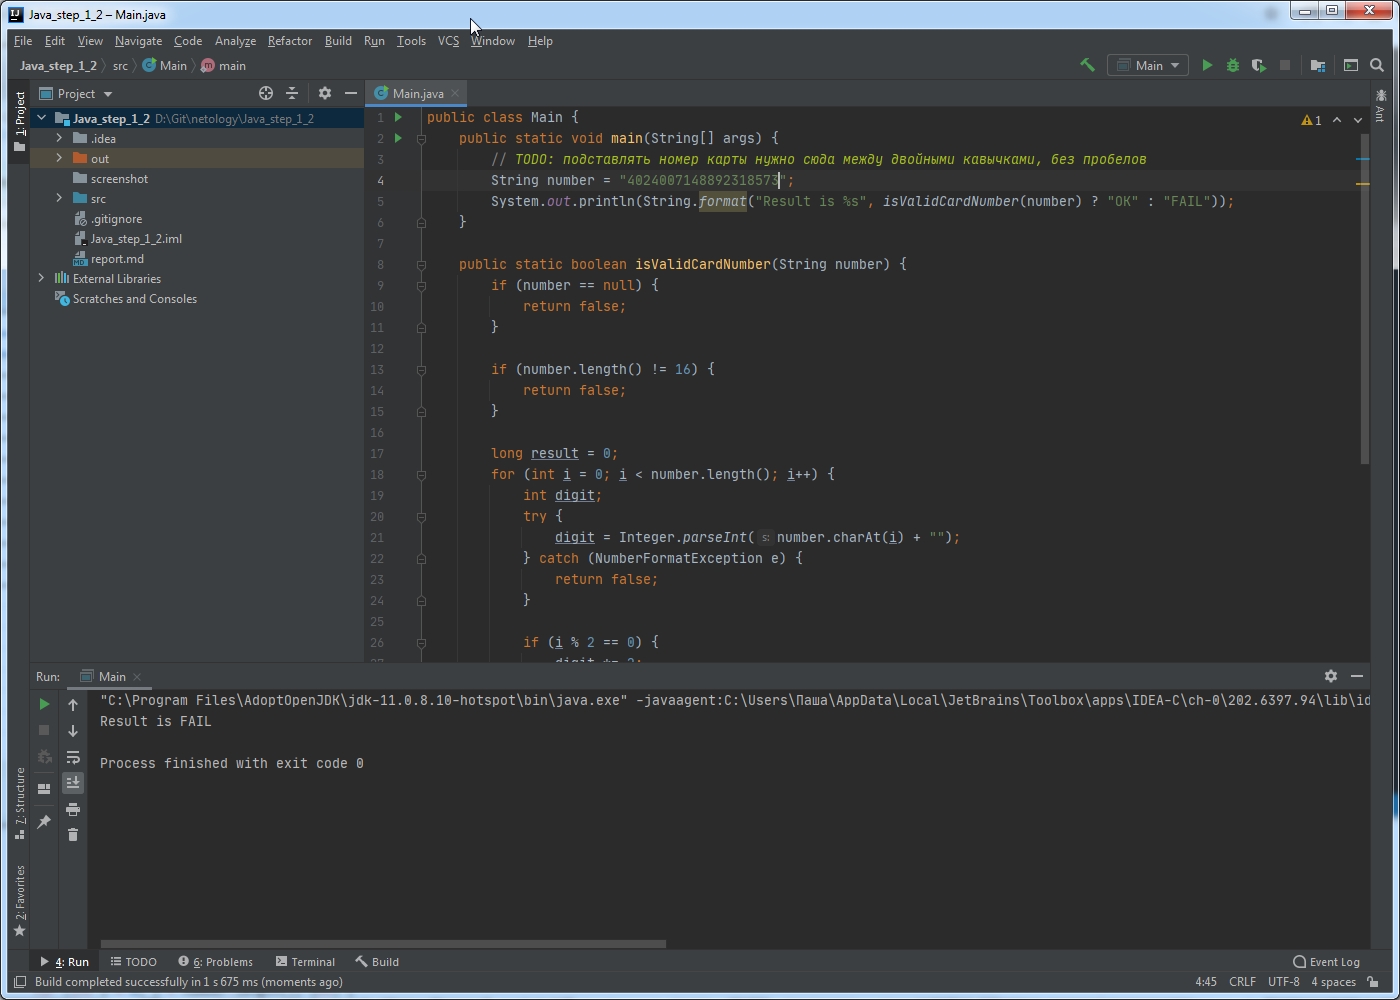 Java_step_1_2 – Main.java
File Edit View Navigate Code Analyze Refactor Build Run Tools VCS Window Help
Java_step_1_2 src Main main
Main
1: Project
Project
Main.java
Ant
Java_step_1_2 D:\Git\netology\Java_step_1_2
.idea
out
screenshot
src
.gitignore
Java_step_1_2.iml
report.md
External Libraries
Scratches and Consoles
1
1 public class Main {
2 public static void main(String[] args) {
3 // TODO: подставлять номер карты нужно сюда между двойными кавычками, без пробелов
4 String number = "4024007148892318573";
5 System.out.println(String.format("Result is %s", isValidCardNumber(number) ? "OK" : "FAIL"));
6 }
7
8 public static boolean isValidCardNumber(String number) {
9 if (number == null) {
10 return false;
11 }
12
13 if (number.length() != 16) {
14 return false;
15 }
16
17 long result = 0;
18 for (int i = 0; i < number.length(); i++) {
19 int digit;
20 try {
21 digit = Integer.parseInt( s: number.charAt(i) + "");
22 } catch (NumberFormatException e) {
23 return false;
24 }
25
26 if (i % 2 == 0) {
Run: Main
"C:\Program Files\AdoptOpenJDK\jdk-11.0.8.10-hotspot\bin\java.exe" -javaagent:C:\Users\Паша\AppData\Local\JetBrains\Toolbox\apps\IDEA-C\ch-0\202.6397.94\lib\id
Result is FAIL
Process finished with exit code 0
7: Structure
2: Favorites
4: Run TODO 6: Problems Terminal Build Event Log
Build completed successfully in 1 s 675 ms (moments ago) 4:45 CRLF UTF-8 4 spaces